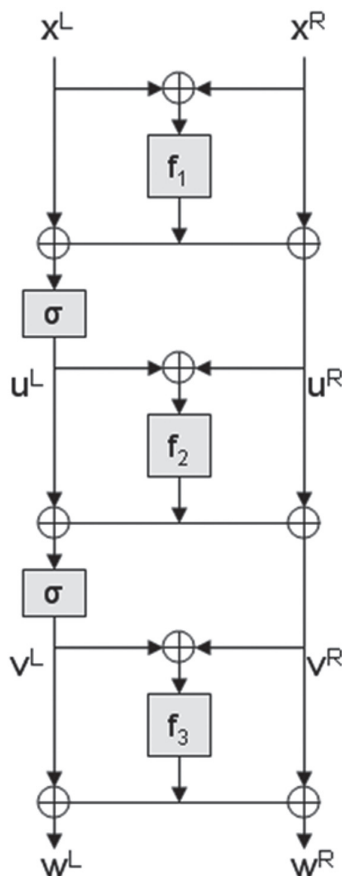 x^L x^R
f₁
σ
u^L u^R
f₂
σ
v^L v^R
f₃
w^L w^R